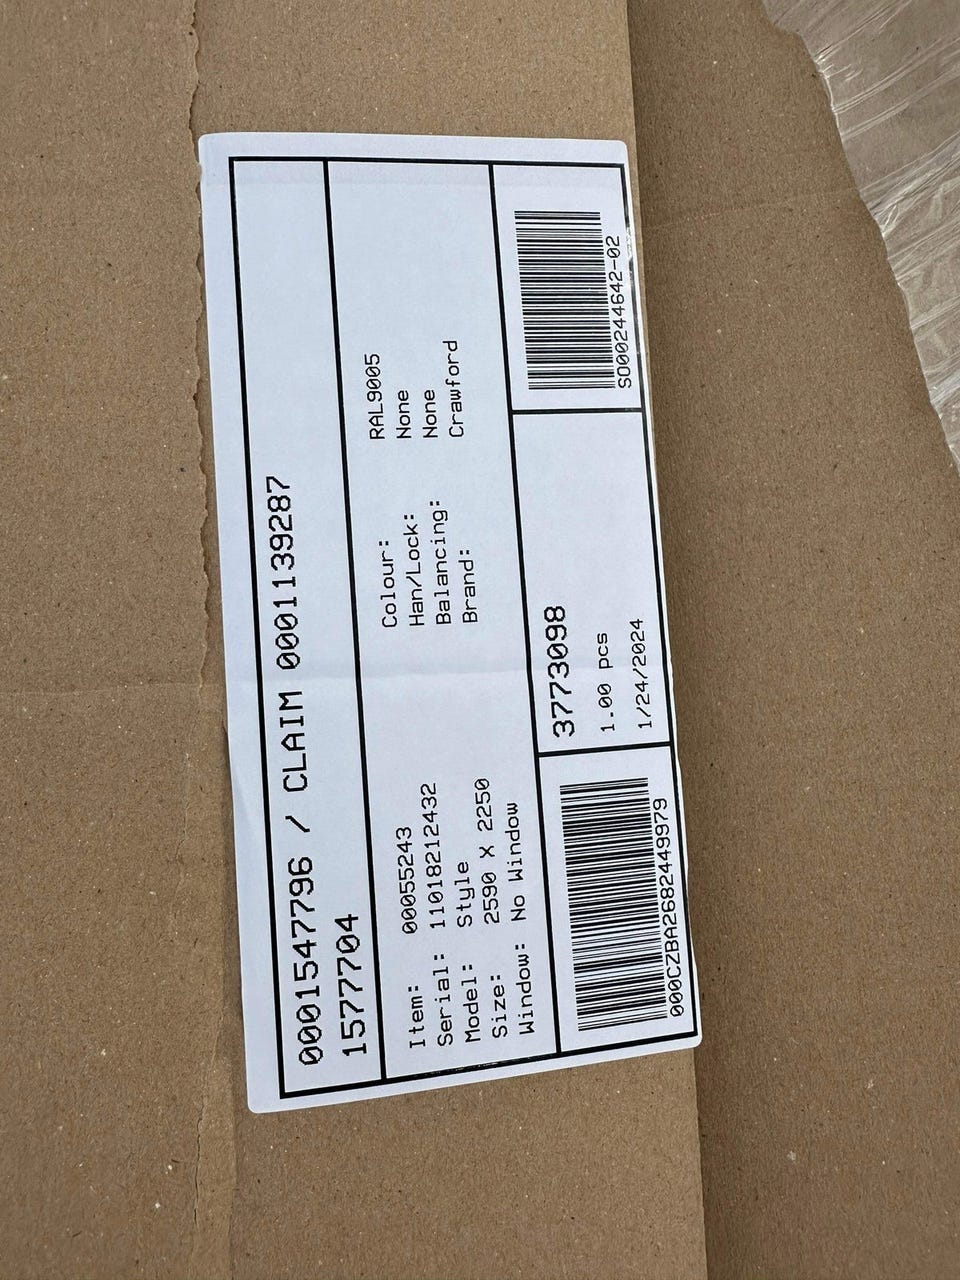 0001547796 / CLAIM 0001139287
1577704
Item: 00055243
Serial: 11018212432
Model: Style
Size: 2590 X 2250
Window: No Window
Colour: RAL9005
Han/Lock: None
Balancing: None
Brand: Crawford
000CZBA2682449979
3773098
1.00 pcs
1/24/2024
SO00244642-02